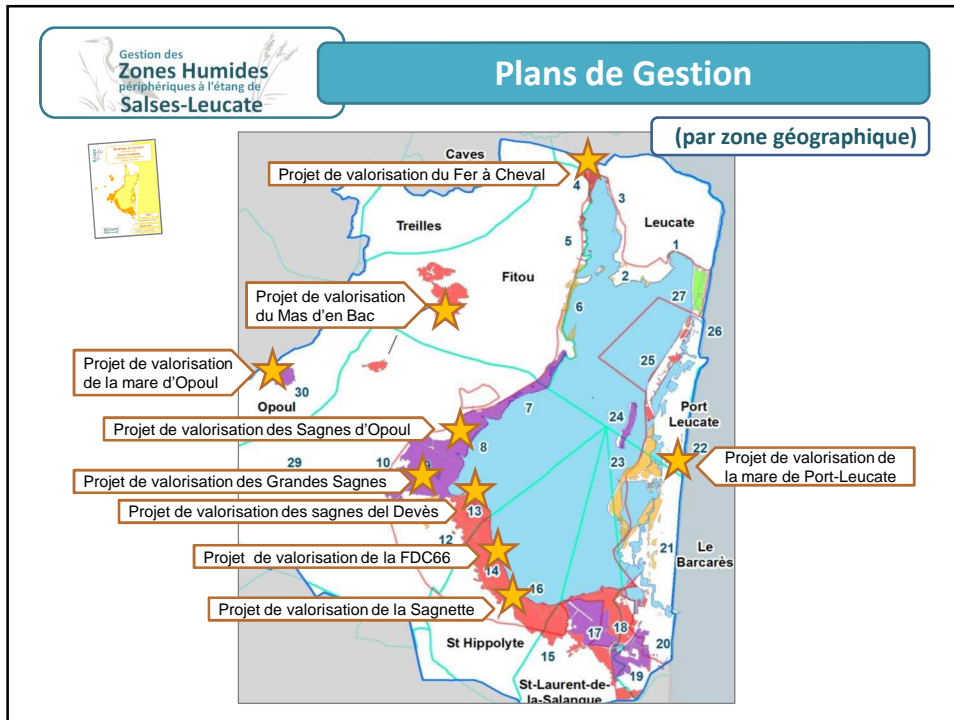 Gestion des
Zones Humides
périphériques à l'étang de
Salses-Leucate
Plans de Gestion
(par zone géographique)
Caves
Projet de valorisation du Fer à Cheval
4
3
Treilles
Leucate
5
1
Fitou
2
27
Projet de valorisation
du Mas d'en Bac
6
26
25
Projet de valorisation
de la mare d'Opoul
30
Opoul
7
24
Port
Leucate
Projet de valorisation des Sagnes d'Opoul
8
22
29
10
9
23
Projet de valorisation de
la mare de Port-Leucate
Projet de valorisation des Grandes Sagnes
Projet de valorisation des sagnes del Devès
13
12
21
Le
Barcarès
Projet de valorisation de la FDC66
14
16
Projet de valorisation de la Sagnette
St Hippolyte
17
18
15
20
19
St-Laurent-de-
la-Salanque